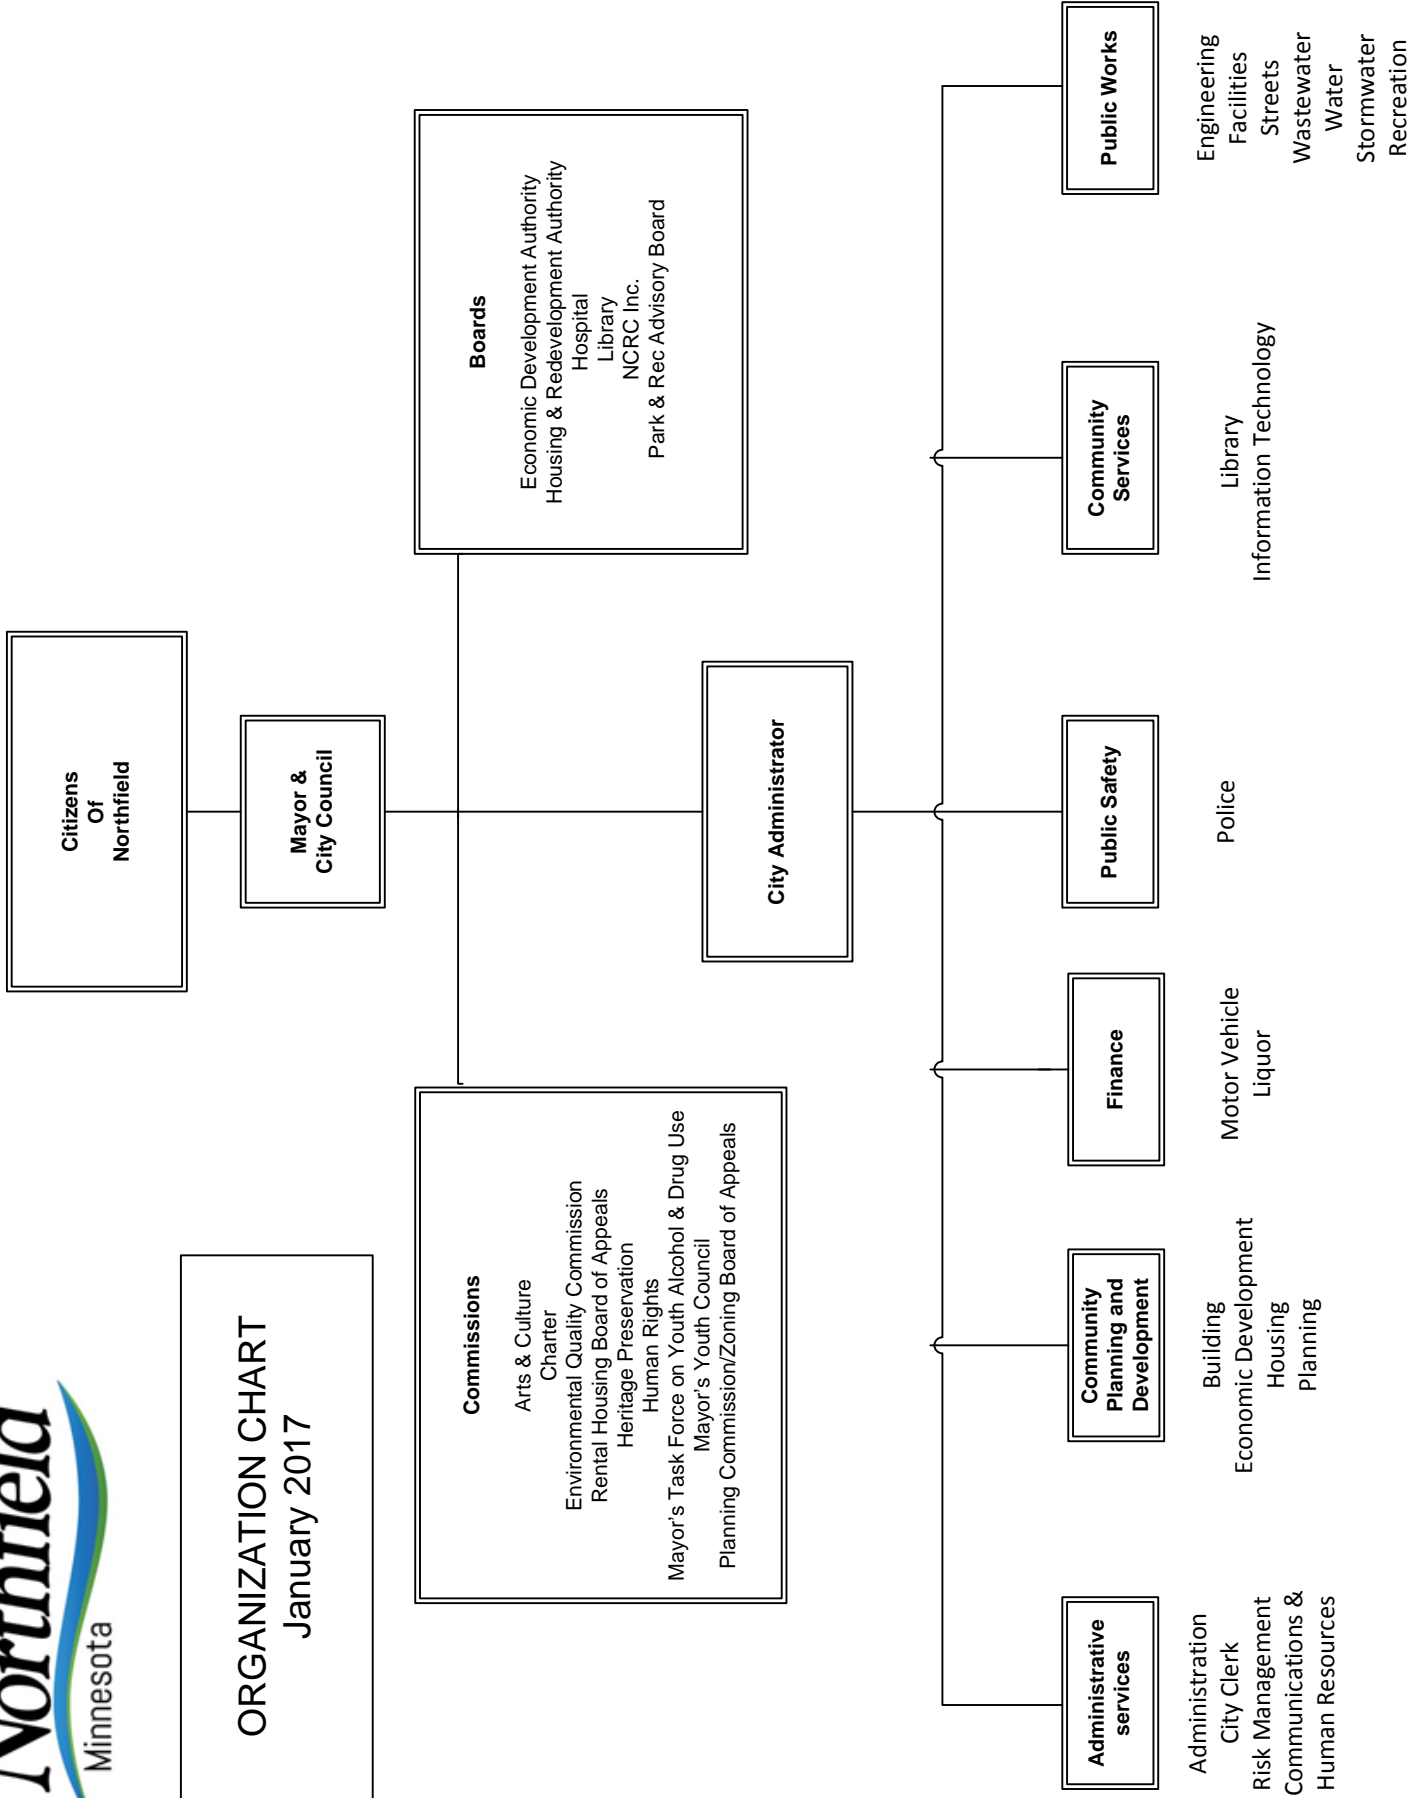 Northfield
Minnesota
ORGANIZATION CHART
January 2017
Citizens
Of
Northfield
Mayor &
City Council
Commissions
Arts & Culture
Charter
Environmental Quality Commission
Rental Housing Board of Appeals
Heritage Preservation
Human Rights
Mayor's Task Force on Youth Alcohol & Drug Use
Mayor's Youth Council
Planning Commission/Zoning Board of Appeals
Boards
Economic Development Authority
Housing & Redevelopment Authority
Hospital
Library
NCRC Inc.
Park & Rec Advisory Board
City Administrator
Administrative
services
Administration
City Clerk
Risk Management
Communications &
Human Resources
Community
Planning and
Development
Building
Economic Development
Housing
Planning
Finance
Motor Vehicle
Liquor
Public Safety
Police
Community
Services
Library
Information Technology
Public Works
Engineering
Facilities
Streets
Wastewater
Water
Stormwater
Recreation